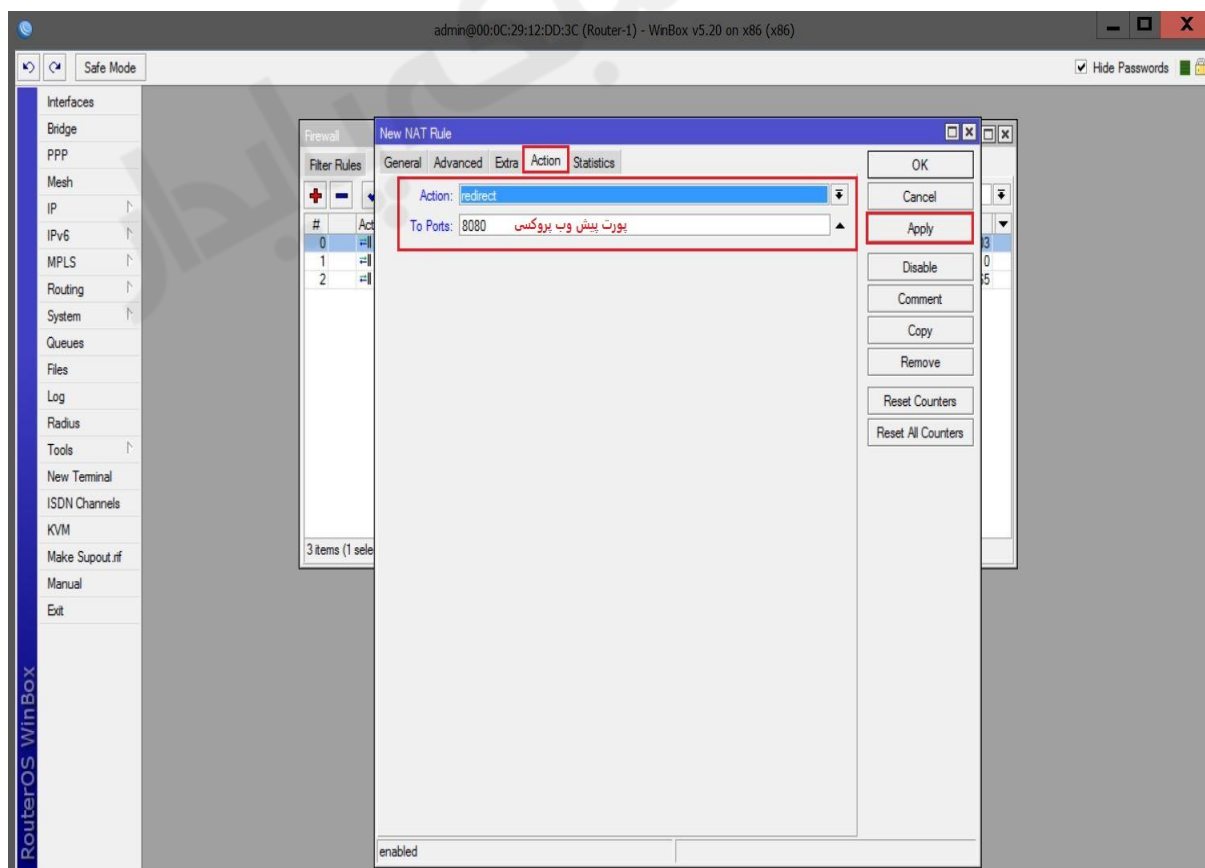 admin@00:0C:29:12:DD:3C (Router-1) - WinBox v5.20 on x86 (x86)
Safe Mode
Hide Passwords
Interfaces
Bridge
PPP
Mesh
IP
IPv6
MPLS
Routing
System
Queues
Files
Log
Radius
Tools
New Terminal
ISDN Channels
KVM
Make Supout.rif
Manual
Exit
RouterOS WinBox
Firewall
Filter Rules
# Act
0
1
2
3 items (1 sele
New NAT Rule
General Advanced Extra Action Statistics
Action: redirect
To Ports: 8080 پورت پیش وب پروکسی
enabled
OK
Cancel
Apply
Disable
Comment
Copy
Remove
Reset Counters
Reset All Counters